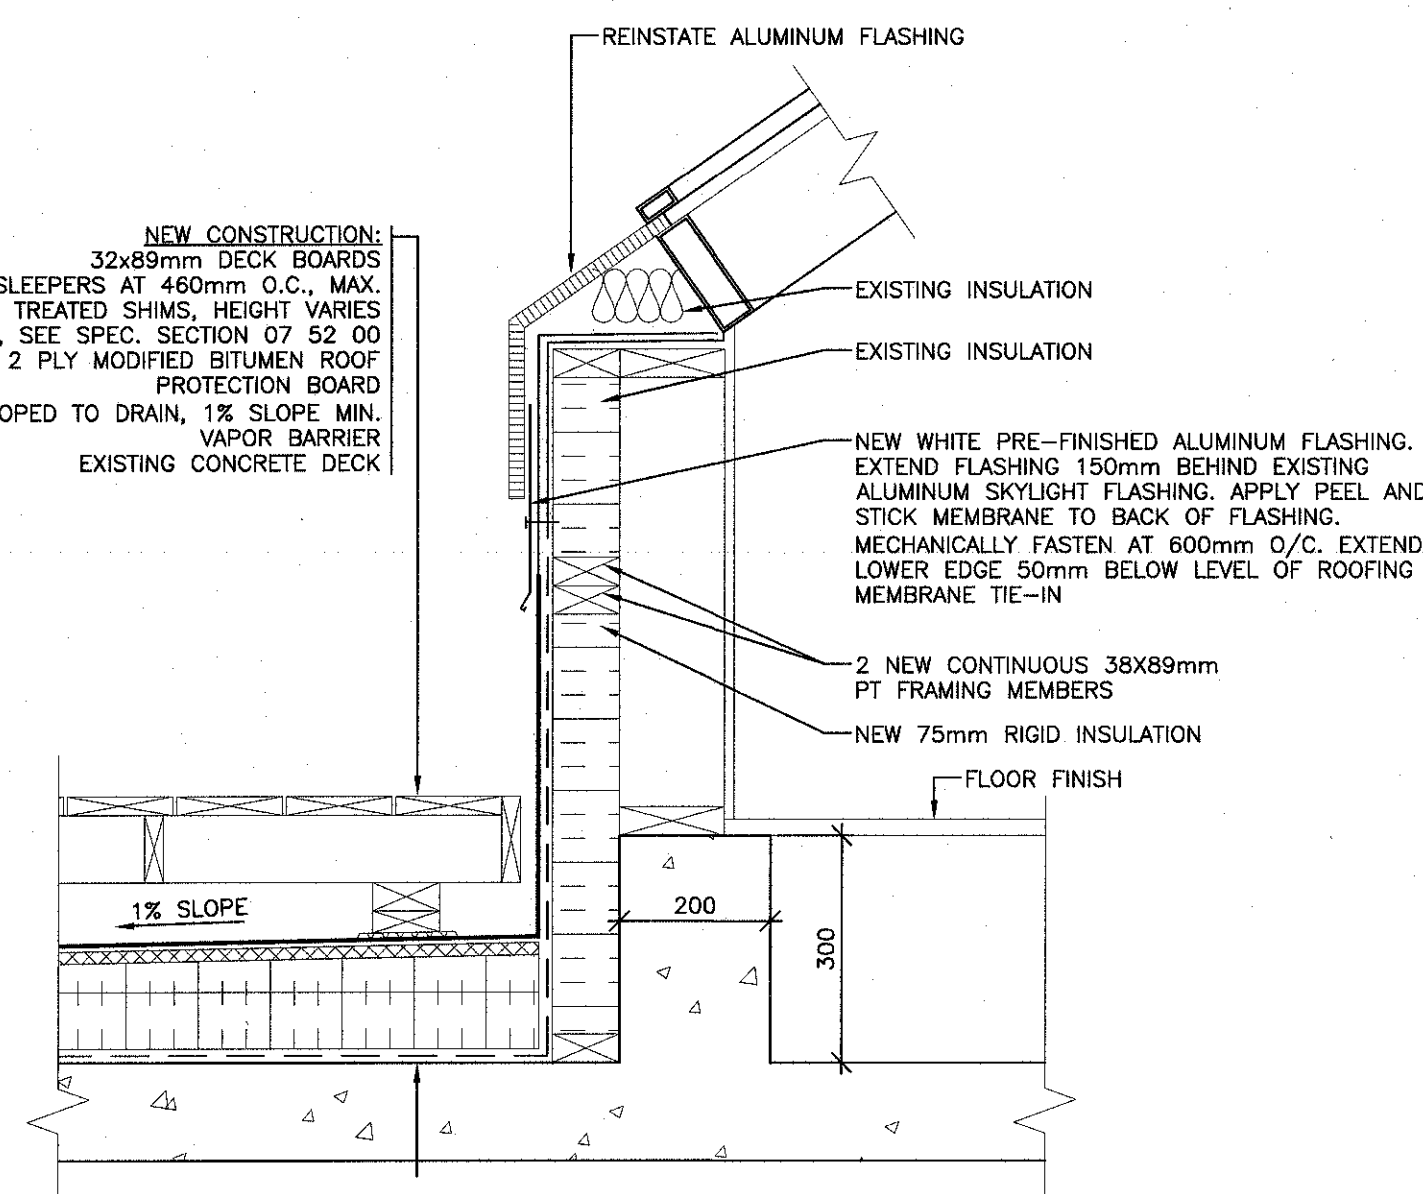 REINSTATE ALUMINUM FLASHING
NEW CONSTRUCTION:
32x89mm DECK BOARDS
SLEEPERS AT 460mm O.C., MAX.
TREATED SHIMS, HEIGHT VARIES
, SEE SPEC. SECTION 07 52 00
2 PLY MODIFIED BITUMEN ROOF
PROTECTION BOARD
OPED TO DRAIN, 1% SLOPE MIN.
VAPOR BARRIER
EXISTING CONCRETE DECK
EXISTING INSULATION
EXISTING INSULATION
NEW WHITE PRE-FINISHED ALUMINUM FLASHING.
EXTEND FLASHING 150mm BEHIND EXISTING
ALUMINUM SKYLIGHT FLASHING. APPLY PEEL AND
STICK MEMBRANE TO BACK OF FLASHING.
MECHANICALLY FASTEN AT 600mm O/C. EXTEND
LOWER EDGE 50mm BELOW LEVEL OF ROOFING
MEMBRANE TIE-IN
2 NEW CONTINUOUS 38X89mm
PT FRAMING MEMBERS
NEW 75mm RIGID INSULATION
FLOOR FINISH
1% SLOPE
200
300